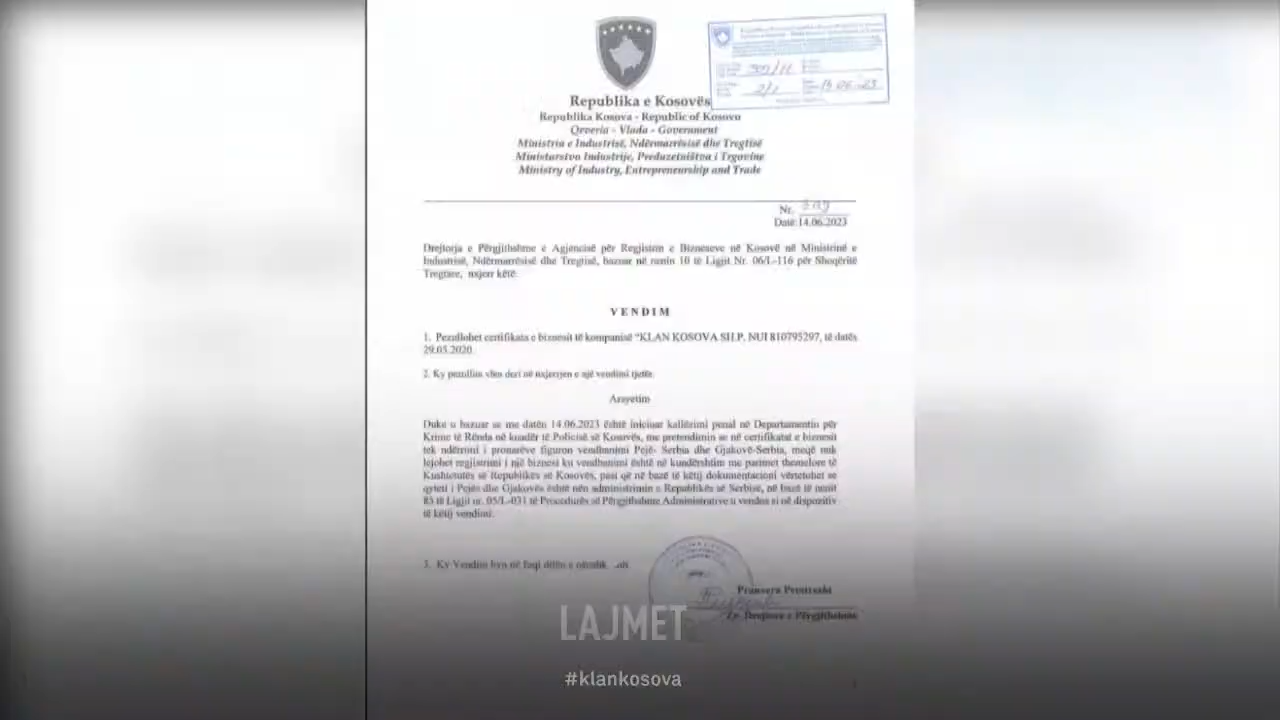 Republika e Kosovës
Republika Kosova - Republic of Kosovo
Qeveria - Vlada - Government
Ministria e Industrisë, Ndërmarrësisë dhe Tregtisë
Ministarstvo Industrije, Preduzetništva i Trgovine
Ministry of Industry, Entrepreneurship and Trade
15.06.23
Nr.
Datë 14.06.2023
Drejtorja e Përgjithshme e Agjencisë për Regjistrin e Bizneseve në Kosovë në Ministrinë e
Industrisë, Ndërmarrësisë dhe Tregtisë, bazuar në nenin 10 të Ligjit Nr. 06/L-116 për Shoqëritë
Tregtare, nxjerr këtë:
VENDIM
1. Pezullohet certifikata e biznesit të kompanisë "KLAN KOSOVA SH.P. NUI 810795297, të datës
29.05.2020.
2. Ky pezullim vlen deri në nxjerrjen e një vendimi tjetër.
Arsyetim
Duke u bazuar se me datën 14.06.2023 është iniciuar kallëzimi penal në Departamentin për
Krime të Rënda në kuadër të Policisë së Kosovës, me pretendimin se në certifikatat e biznesit
tek ndërrimi i pronarëve figuron vendbanimi Pejë- Serbia dhe Gjakovë-Serbia, meqë nuk
lejohet regjistrimi i një biznesi ku vendbanimi është në kundërshtim me parimet themelore të
Kushtetutës së Republikës së Kosovës, pasi që në bazë të këtij dokumentacioni vërtetohet se
qyteti i Pejës dhe Gjakovës është nën administrimin e Republikës së Serbisë, në bazë të nenit
83 të Ligjit nr. 05/L-031 të Procedurës së Përgjithshme Administrative u vendos si në dispozitiv
të këtij vendimi.
3. Ky Vendim hyn në fuqi ditën e
Zv. Drejtore e Përgjithshme
LAJMET
#klankosova